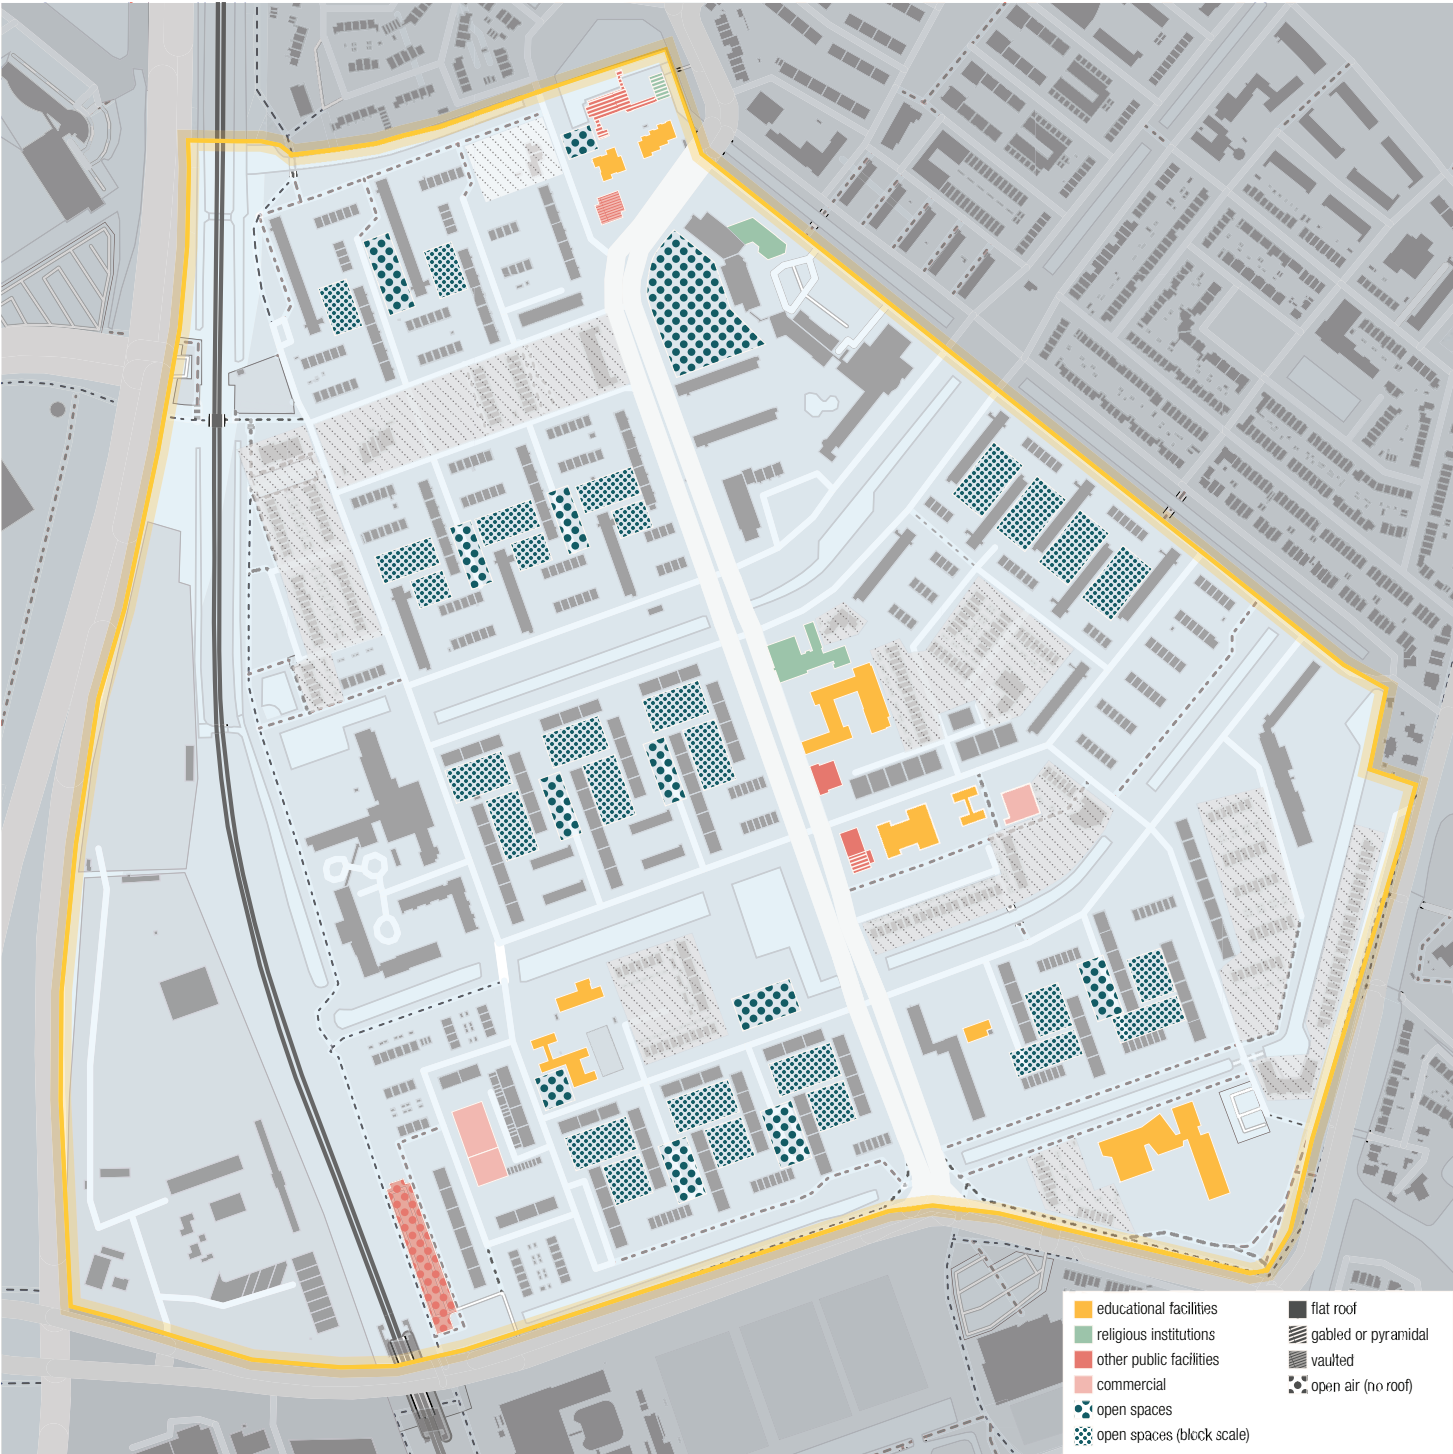 educational facilities
religious institutions
other public facilities
commercial
open spaces
open spaces (block scale)
flat roof
gabled or pyramidal
vaulted
open air (no roof)